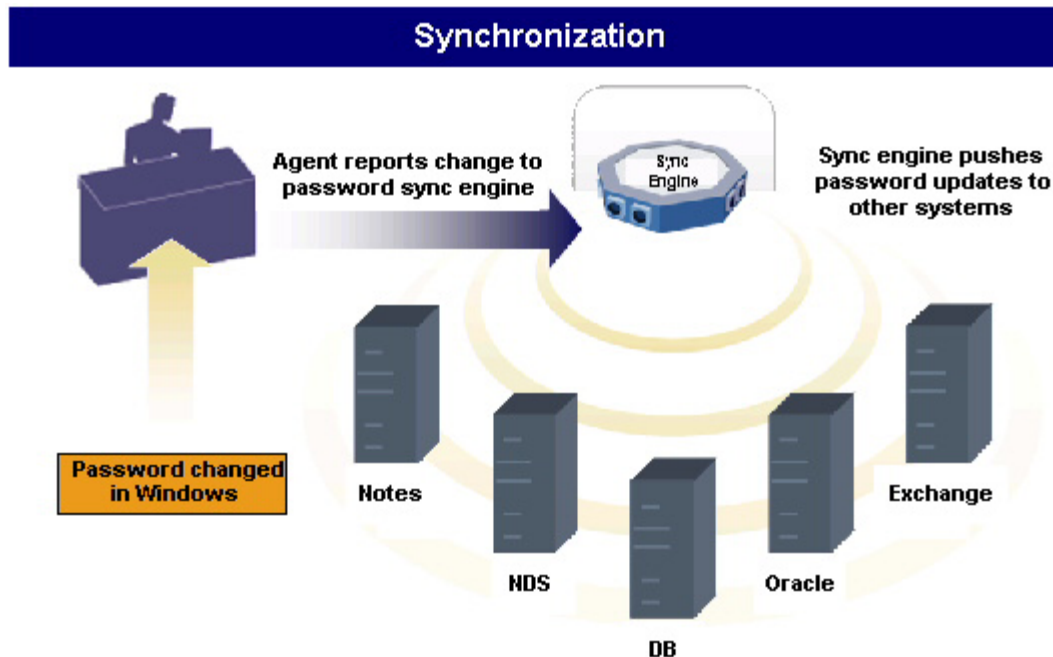 Synchronization
Agent reports change to
password sync engine
Sync
Engine
Sync engine pushes
password updates to
other systems
Password changed
in Windows
Notes
NDS
DB
Oracle
Exchange